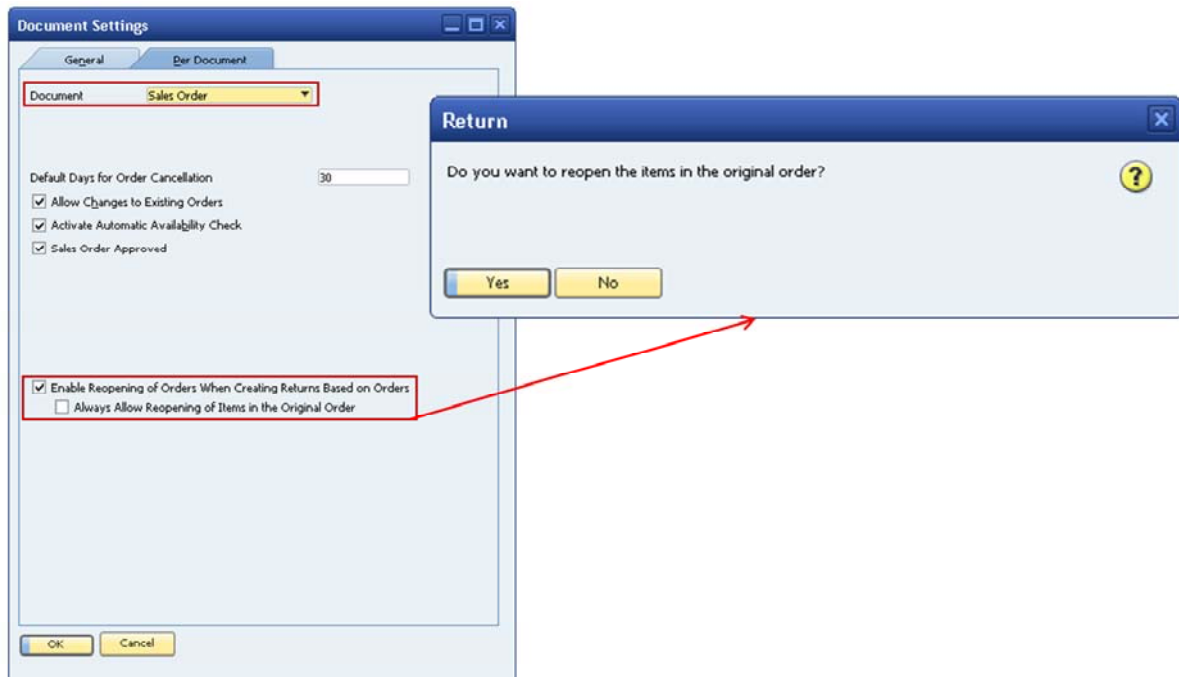 Document Settings
General Per Document
Document Sales Order
Default Days for Order Cancellation 30
Allow Changes to Existing Orders
Activate Automatic Availability Check
Sales Order Approved
Enable Reopening of Orders When Creating Returns Based on Orders
Always Allow Reopening of Items in the Original Order
OK Cancel
Return
Do you want to reopen the items in the original order?
?
Yes No